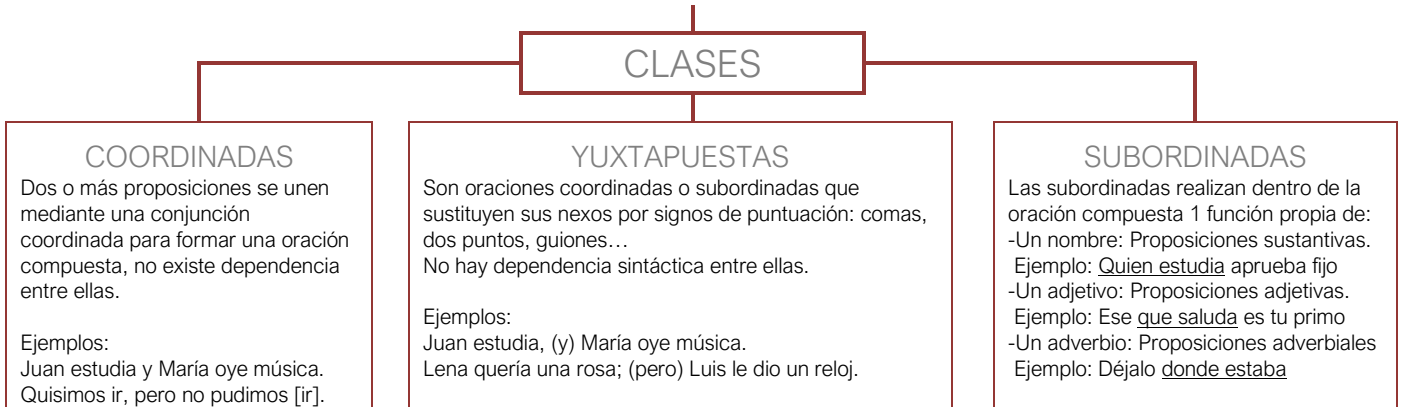 CLASES
COORDINADAS
Dos o más proposiciones se unen
mediante una conjunción
coordinada para formar una oración
compuesta, no existe dependencia
entre ellas.
Ejemplos:
Juan estudia y María oye música.
Quisimos ir, pero no pudimos [ir].
YUXTAPUESTAS
Son oraciones coordinadas o subordinadas que
sustituyen sus nexos por signos de puntuación: comas,
dos puntos, guiones…
No hay dependencia sintáctica entre ellas.
Ejemplos:
Juan estudia, (y) María oye música.
Lena quería una rosa; (pero) Luis le dio un reloj.
SUBORDINADAS
Las subordinadas realizan dentro de la
oración compuesta 1 función propia de:
-Un nombre: Proposiciones sustantivas.
Ejemplo: Quien estudia aprueba fijo
-Un adjetivo: Proposiciones adjetivas.
Ejemplo: Ese que saluda es tu primo
-Un adverbio: Proposiciones adverbiales
Ejemplo: Déjalo donde estaba